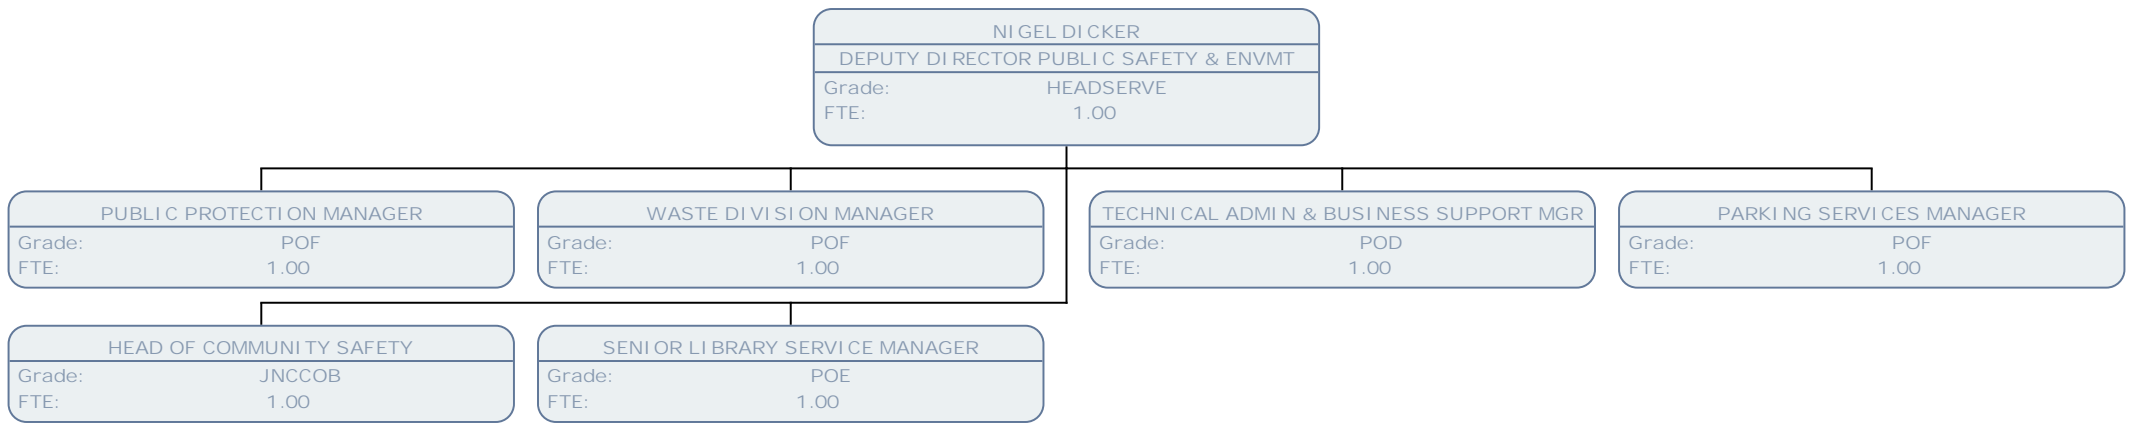 NIGEL DICKER
DEPUTY DIRECTOR PUBLIC SAFETY & ENVMT
Grade: HEADSERVE
FTE: 1.00
PUBLIC PROTECTION MANAGER
Grade: POF
FTE: 1.00
WASTE DIVISION MANAGER
Grade: POF
FTE: 1.00
TECHNICAL ADMIN & BUSINESS SUPPORT MGR
Grade: POD
FTE: 1.00
PARKING SERVICES MANAGER
Grade: POF
FTE: 1.00
HEAD OF COMMUNITY SAFETY
Grade: JNCCOB
FTE: 1.00
SENIOR LIBRARY SERVICE MANAGER
Grade: POE
FTE: 1.00